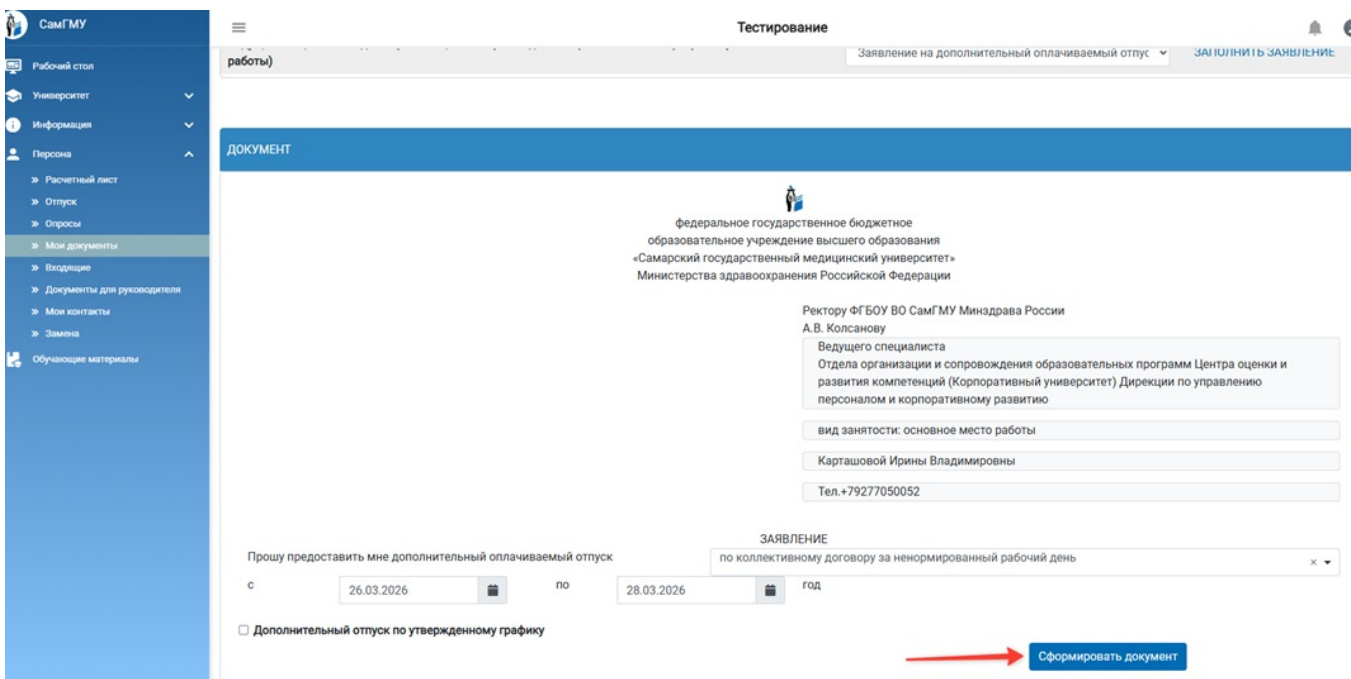 СамГМУ
Тестирование
работы)
Заявление на дополнительный оплачиваемый отпус
ЗАПОЛНИТЬ ЗАЯВЛЕНИЕ
Рабочий стол
Университет
Информация
Персона
» Расчетный лист
» Отпуск
» Опросы
» Мои документы
» Входящие
» Документы для руководителя
» Мои контакты
» Замена
Обучающие материалы
ДОКУМЕНТ
федеральное государственное бюджетное
образовательное учреждение высшего образования
«Самарский государственный медицинский университет»
Министерства здравоохранения Российской Федерации
Ректору ФГБОУ ВО СамГМУ Минздрава России
А.В. Колсанову
Ведущего специалиста
Отдела организации и сопровождения образовательных программ Центра оценки и
развития компетенций (Корпоративный университет) Дирекции по управлению
персоналом и корпоративному развитию
вид занятости: основное место работы
Карташовой Ирины Владимировны
Тел.+79277050052
ЗАЯВЛЕНИЕ
Прошу предоставить мне дополнительный оплачиваемый отпуск
по коллективному договору за ненормированный рабочий день
с 26.03.2026 по 28.03.2026 год
Дополнительный отпуск по утвержденному графику
Сформировать документ